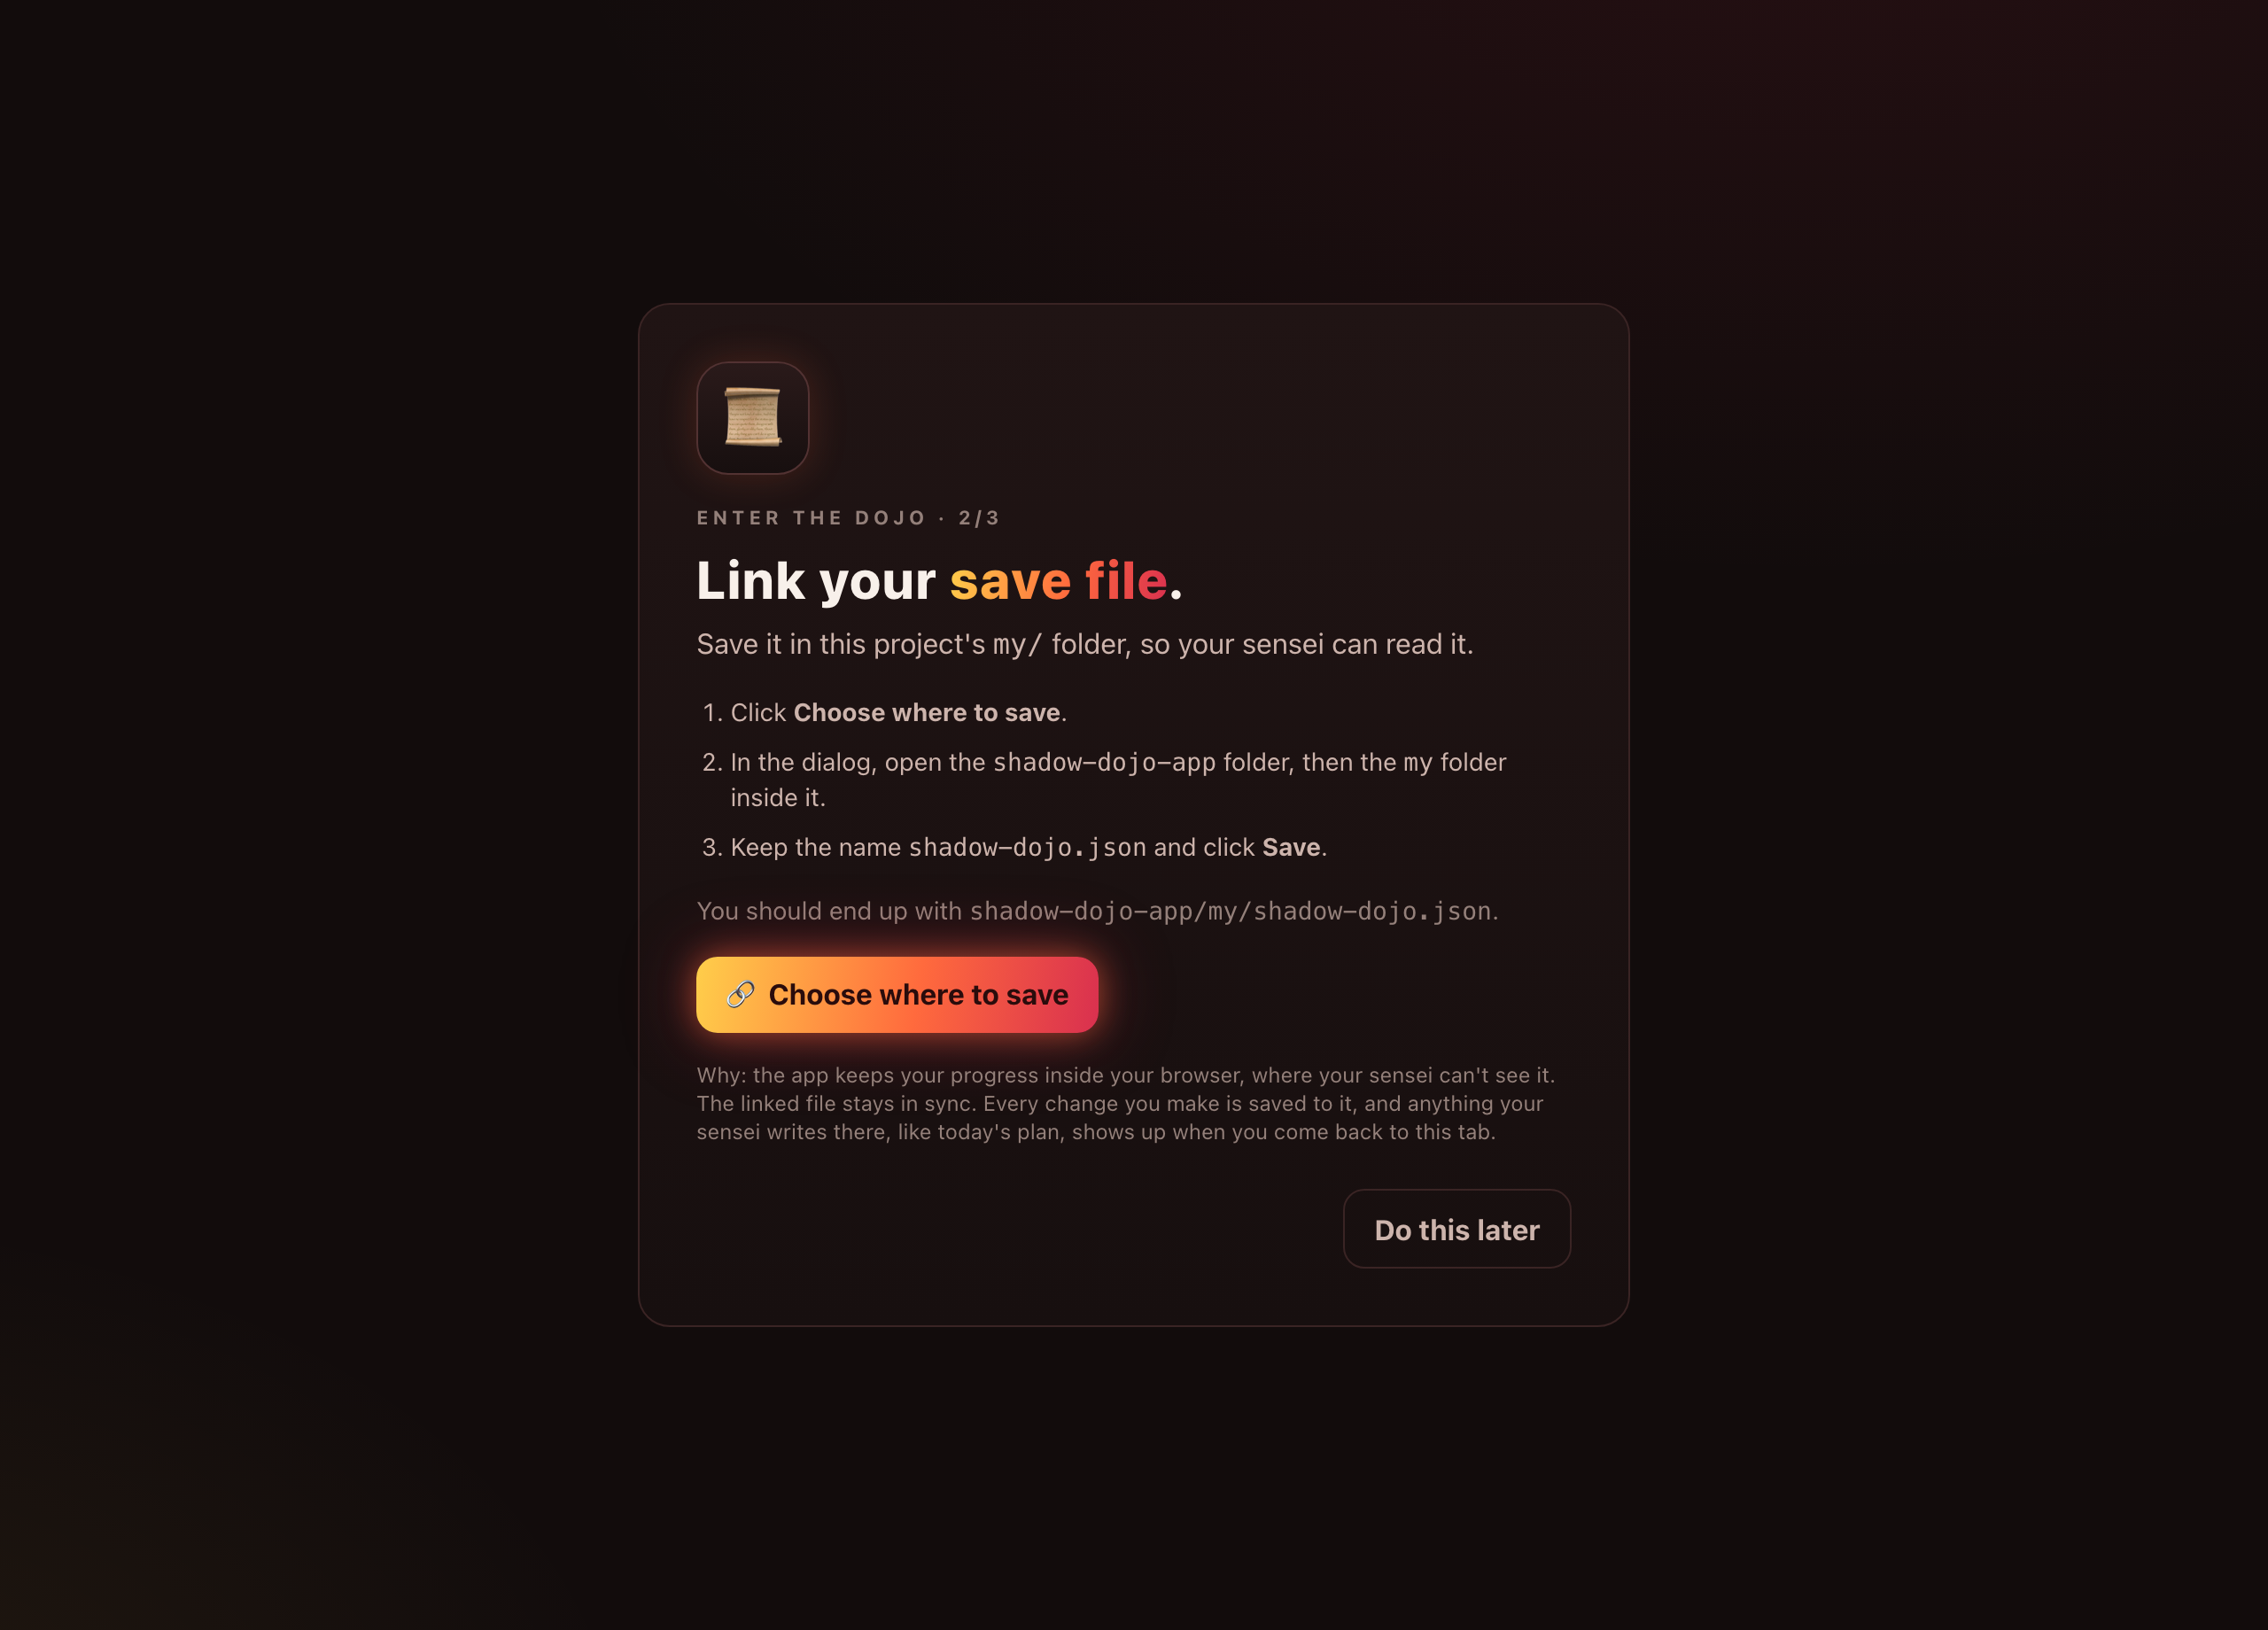 ENTER THE DOJO · 2/3
Link your save file.
Save it in this project's my/ folder, so your sensei can read it.
1. Click Choose where to save.
2. In the dialog, open the shadow-dojo-app folder, then the my folder
inside it.
3. Keep the name shadow-dojo.json and click Save.
You should end up with shadow-dojo-app/my/shadow-dojo.json.
Choose where to save
Why: the app keeps your progress inside your browser, where your sensei can't see it.
The linked file stays in sync. Every change you make is saved to it, and anything your
sensei writes there, like today's plan, shows up when you come back to this tab.
Do this later